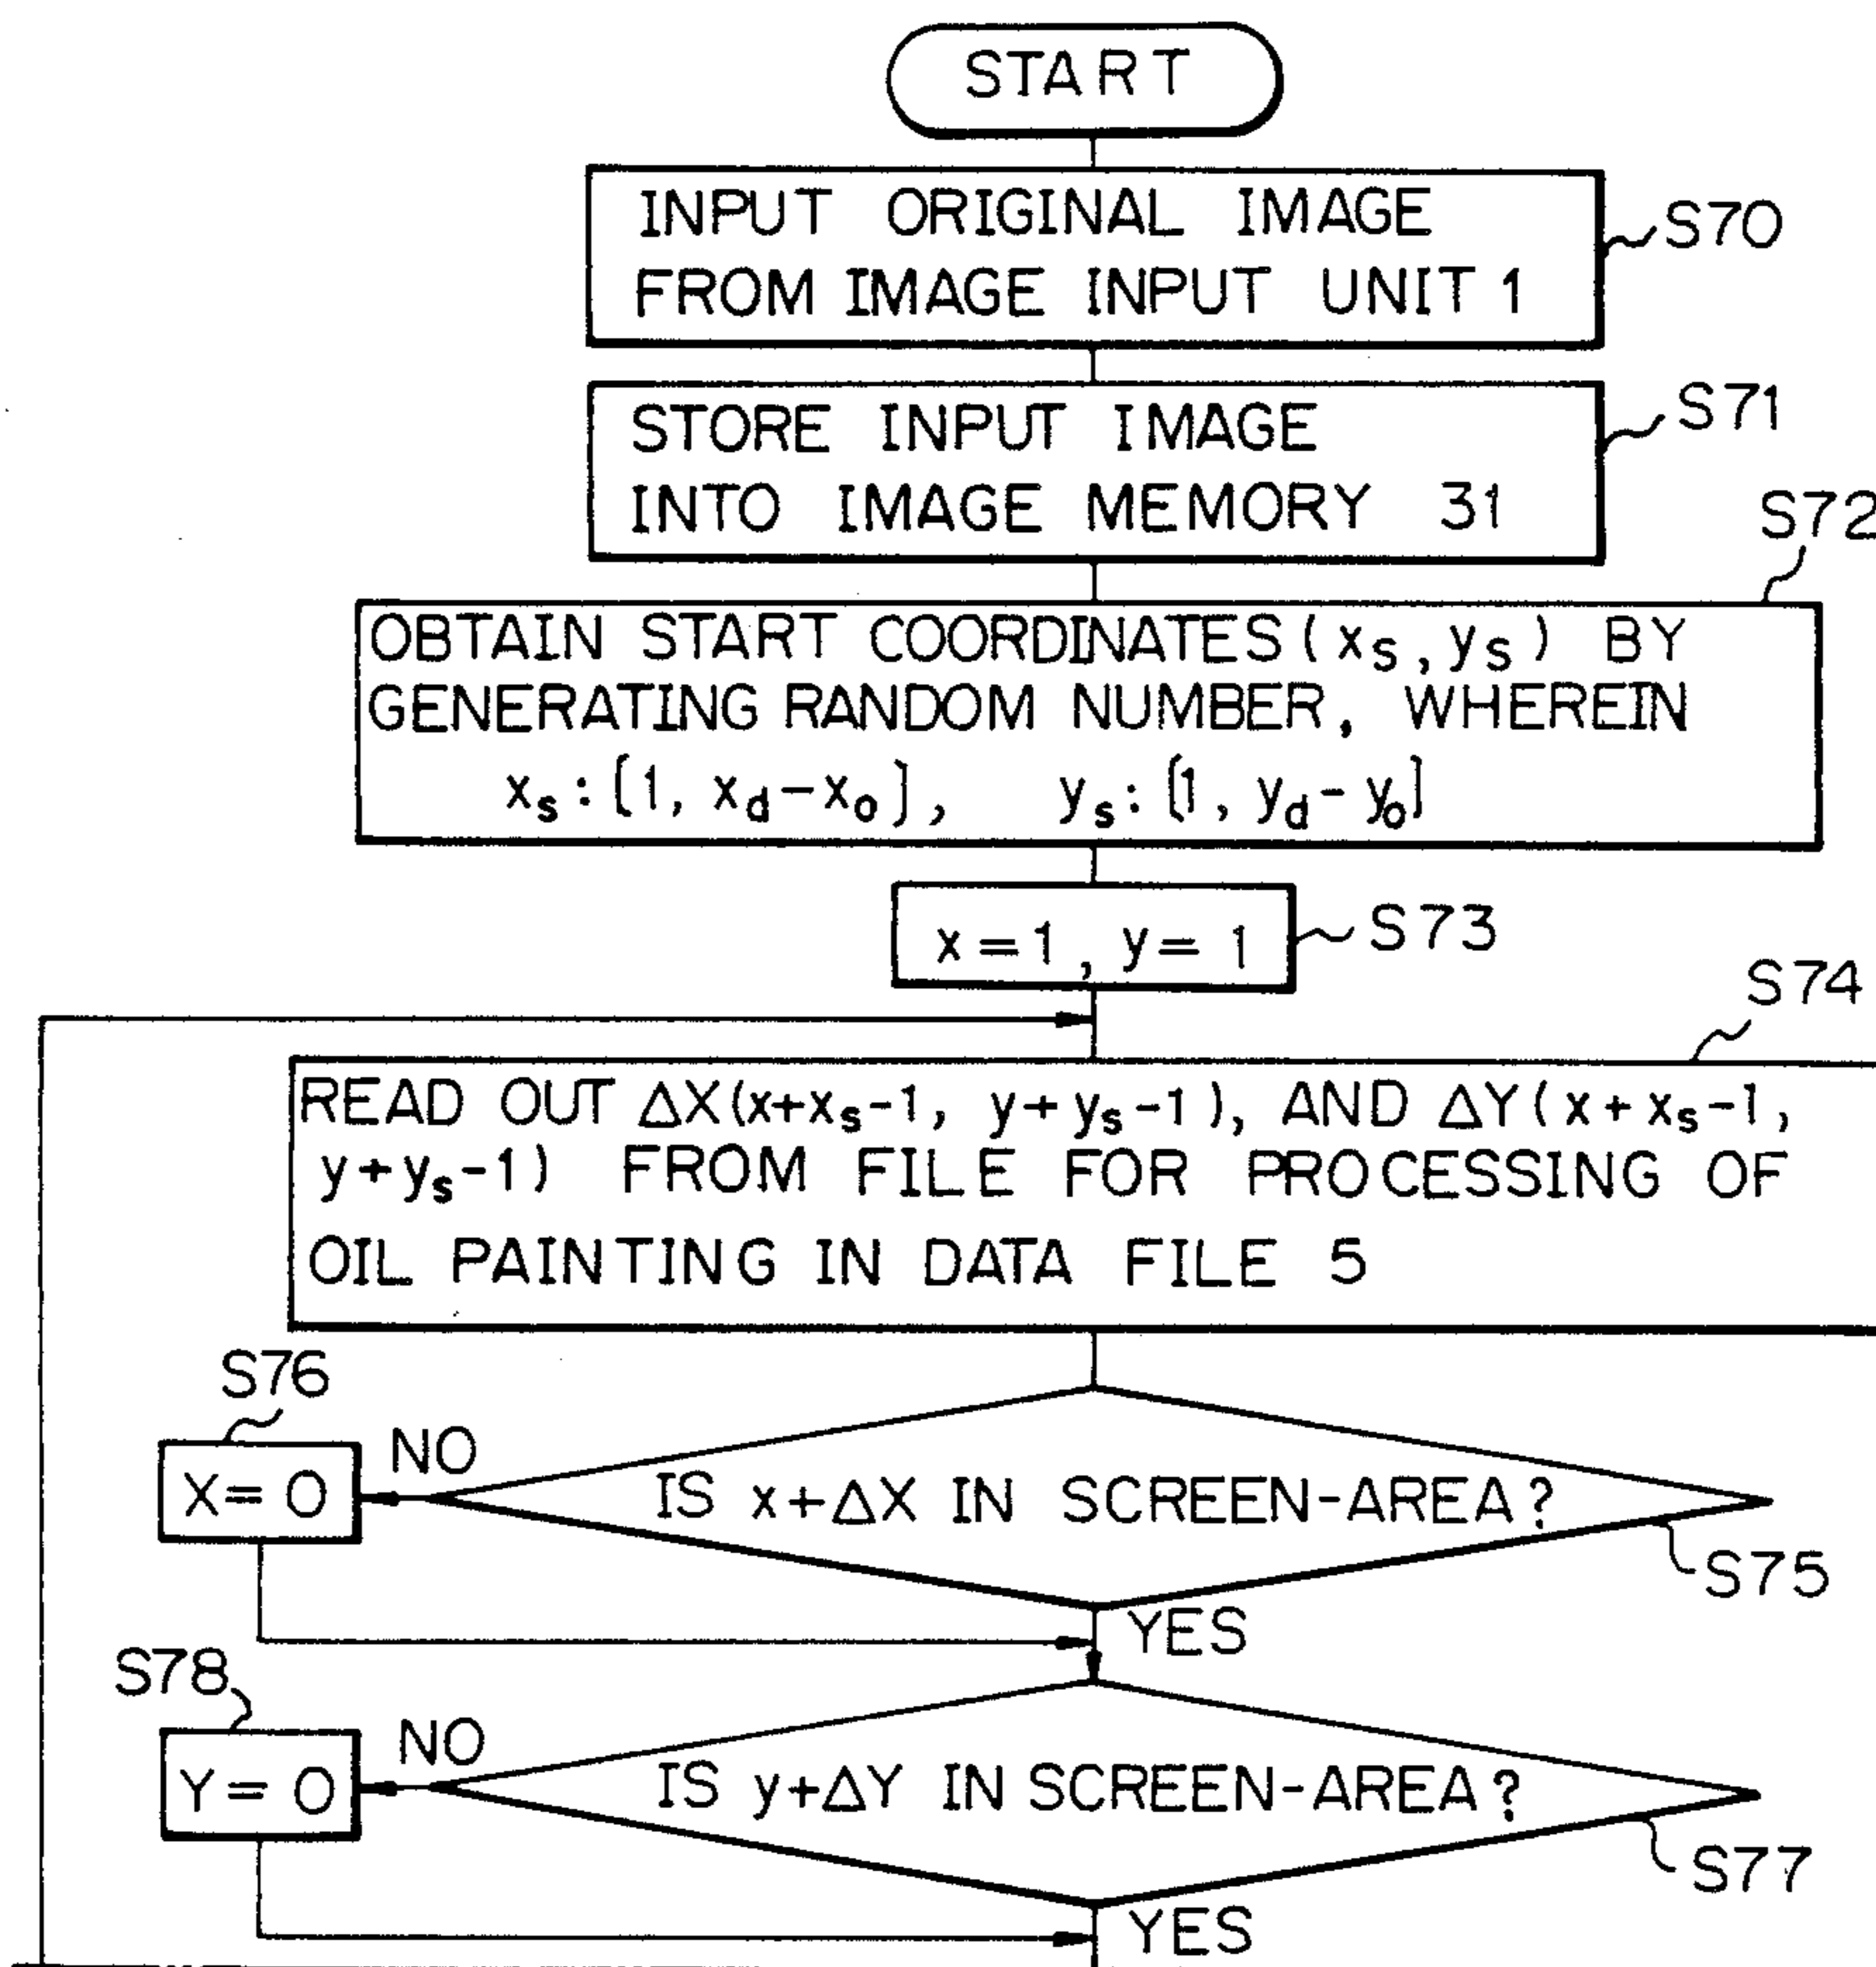 START
INPUT ORIGINAL IMAGE
FROM IMAGE INPUT UNIT 1
S70
STORE INPUT IMAGE
INTO IMAGE MEMORY 31
S71
S72
OBTAIN START COORDINATES (xs, ys) BY
GENERATING RANDOM NUMBER, WHEREIN
xs: [1, xd-xo], ys: [1, yd-yo]
x=1, y=1
S73
S74
READ OUT ΔX(x+xs-1, y+ys-1), AND ΔY(x+xs-1,
y+ys-1) FROM FILE FOR PROCESSING OF
OIL PAINTING IN DATA FILE 5
S76
X=0
NO
IS x+ΔX IN SCREEN-AREA?
S75
YES
S78
Y=0
NO
IS y+ΔY IN SCREEN-AREA?
S77
YES